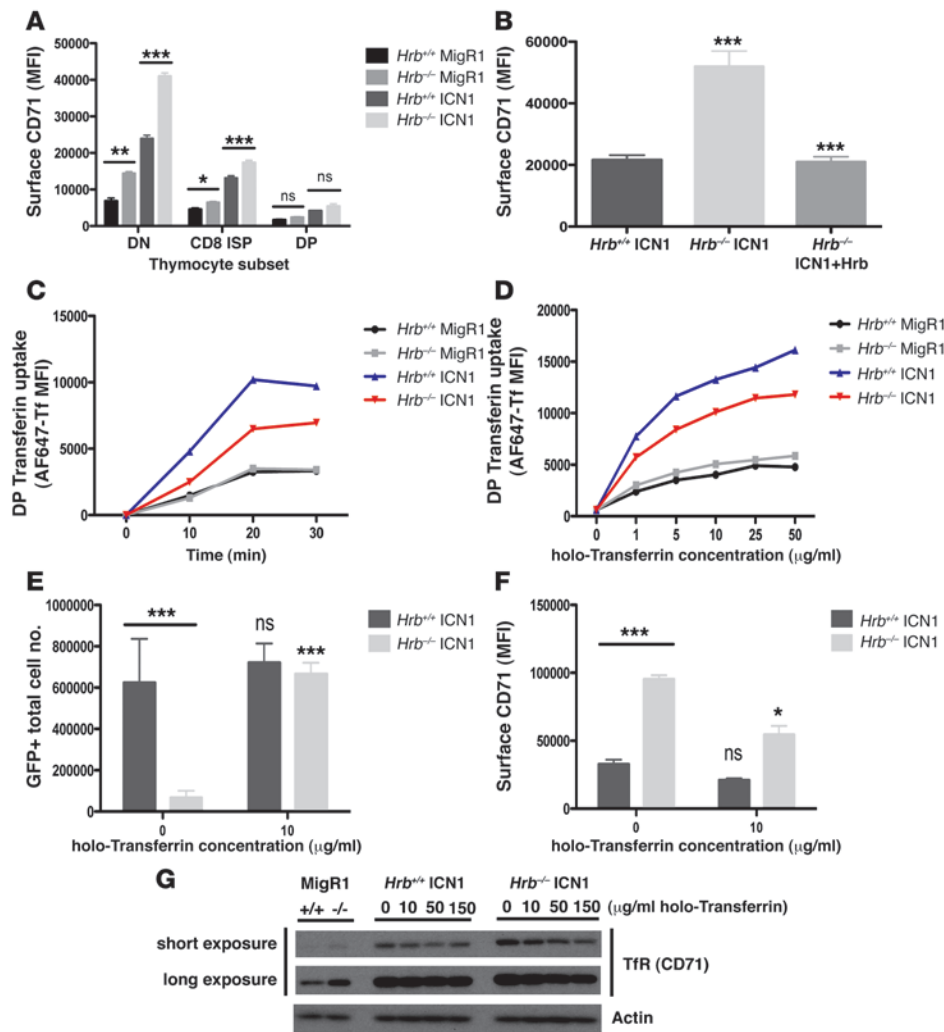 A
Surface CD71 (MFI)
50000
40000
30000
20000
10000
0
**
***
*
***
ns
ns
DN
CD8 ISP
DP
Thymocyte subset
Hrb+/+ MigR1
Hrb–/– MigR1
Hrb+/+ ICN1
Hrb–/– ICN1
B
Surface CD71 (MFI)
60000
40000
20000
0
***
***
Hrb+/+ ICN1
Hrb–/– ICN1
Hrb–/–
ICN1+Hrb
C
DP Transferin uptake
(AF647-Tf MFI)
15000
10000
5000
0
0
10
20
30
Time (min)
Hrb+/+ MigR1
Hrb–/– MigR1
Hrb+/+ ICN1
Hrb–/– ICN1
D
DP Transferin uptake
(AF647-Tf MFI)
20000
15000
10000
5000
0
0
1
5
10
25
50
holo-Transferrin concentration (µg/ml)
Hrb+/+ MigR1
Hrb–/– MigR1
Hrb+/+ ICN1
Hrb–/– ICN1
E
GFP+ total cell no.
1000000
800000
600000
400000
200000
0
***
ns
***
0
10
holo-Transferrin concentration (µg/ml)
Hrb+/+ ICN1
Hrb–/– ICN1
F
Surface CD71 (MFI)
150000
100000
50000
0
***
ns
*
0
10
holo-Transferrin concentration (µg/ml)
Hrb+/+ ICN1
Hrb–/– ICN1
G
MigR1
Hrb+/+ ICN1
Hrb–/– ICN1
+/+ -/-
0 10 50 150
0 10 50 150
(µg/ml holo-Transferrin)
short exposure
long exposure
TfR (CD71)
Actin